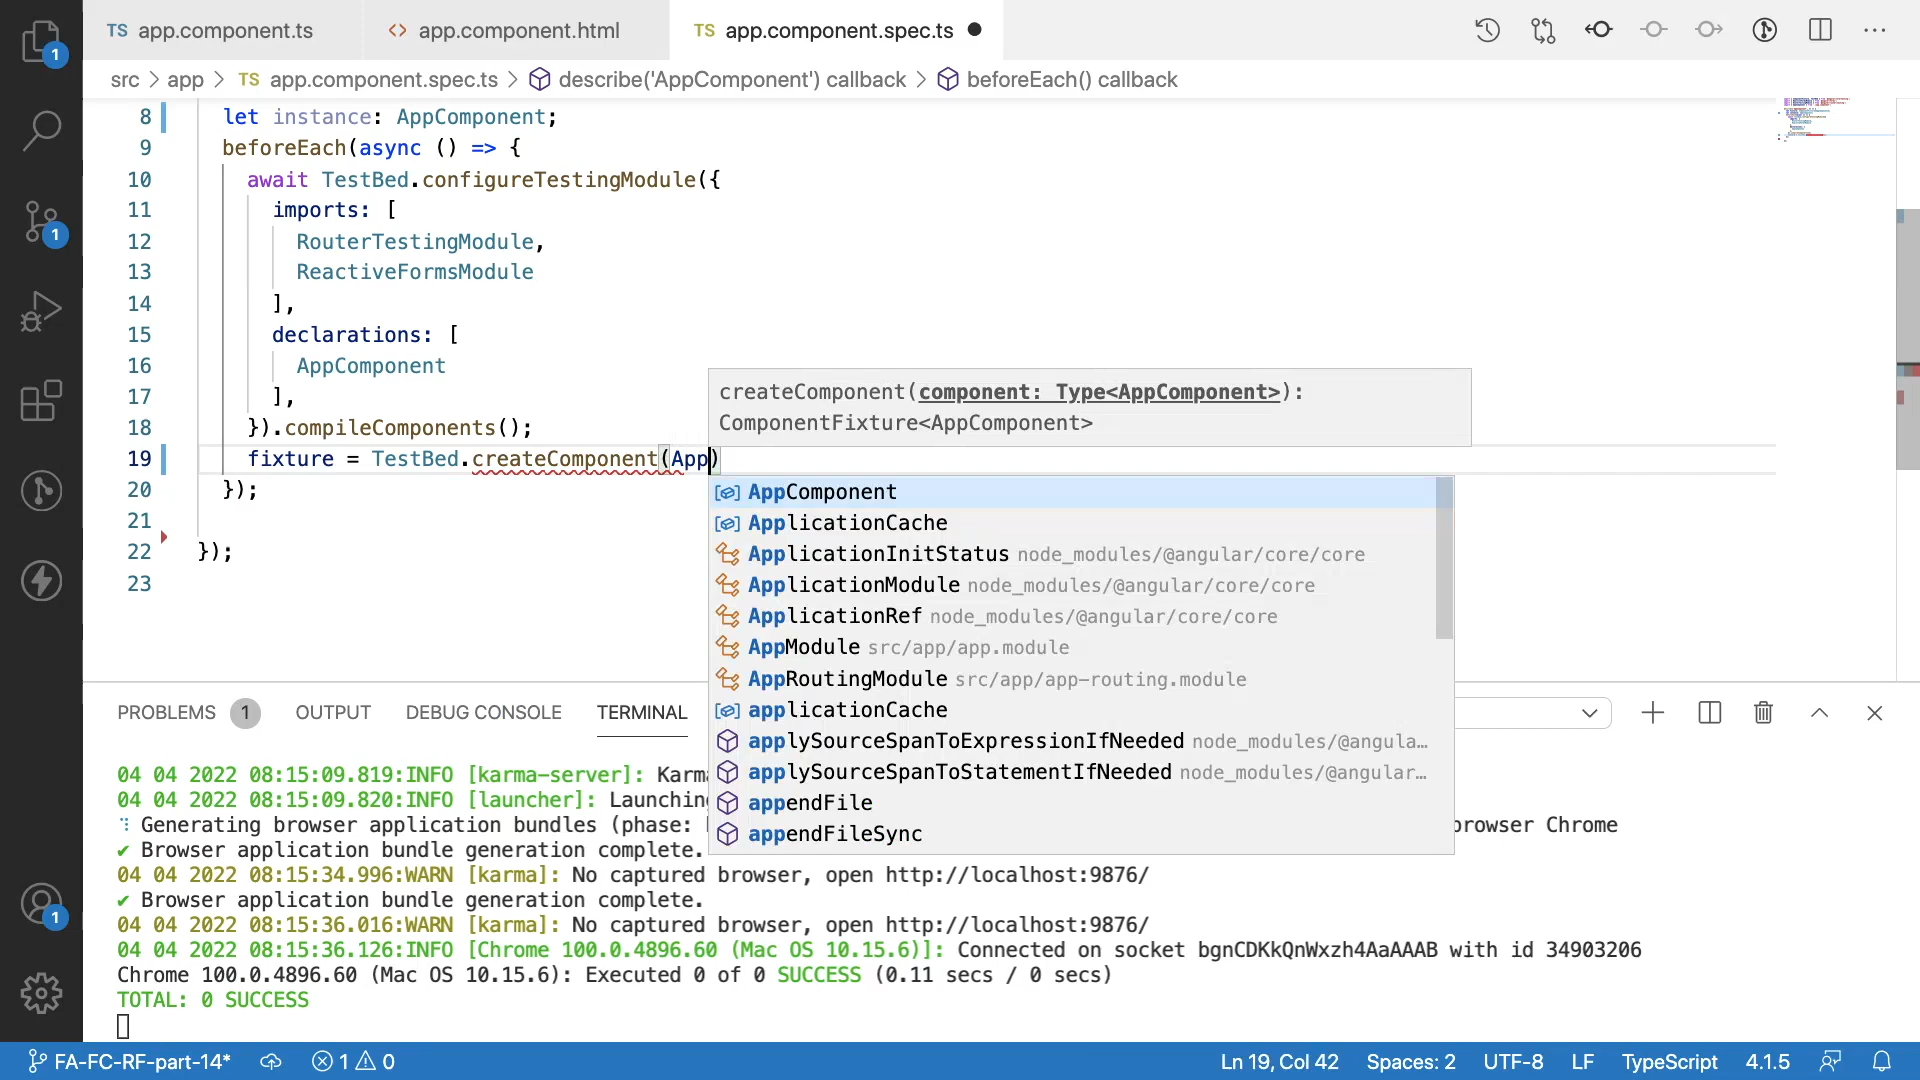 TS app.component.ts
<> app.component.html
TS app.component.spec.ts
src > app > TS app.component.spec.ts > describe('AppComponent') callback > beforeEach() callback
8 let instance: AppComponent;
9 beforeEach(async () => {
10 await TestBed.configureTestingModule({
11 imports: [
12 RouterTestingModule,
13 ReactiveFormsModule
14 ],
15 declarations: [
16 AppComponent
17 ],
18 }).compileComponents();
19 fixture = TestBed.createComponent(App)
20 });
21
22 });
23
createComponent(component: Type<AppComponent>):
ComponentFixture<AppComponent>
AppComponent
ApplicationCache
ApplicationInitStatus node_modules/@angular/core/core
ApplicationModule node_modules/@angular/core/core
ApplicationRef node_modules/@angular/core/core
AppModule src/app/app.module
AppRoutingModule src/app/app-routing.module
applicationCache
applySourceSpanToExpressionIfNeeded node_modules/@angula…
applySourceSpanToStatementIfNeeded node_modules/@angular…
appendFile
appendFileSync
1
1
1
PROBLEMS 1 OUTPUT DEBUG CONSOLE TERMINAL
04 04 2022 08:15:09.819:INFO [karma-server]: Karma
04 04 2022 08:15:09.820:INFO [launcher]: Launching
Generating browser application bundles (phase: browser Chrome
✔ Browser application bundle generation complete.
04 04 2022 08:15:34.996:WARN [karma]: No captured browser, open http://localhost:9876/
✔ Browser application bundle generation complete.
04 04 2022 08:15:36.016:WARN [karma]: No captured browser, open http://localhost:9876/
04 04 2022 08:15:36.126:INFO [Chrome 100.0.4896.60 (Mac OS 10.15.6)]: Connected on socket bgnCDKkQnWxzh4AaAAAB with id 34903206
Chrome 100.0.4896.60 (Mac OS 10.15.6): Executed 0 of 0 SUCCESS (0.11 secs / 0 secs)
TOTAL: 0 SUCCESS
FA-FC-RF-part-14* 1 0 Ln 19, Col 42 Spaces: 2 UTF-8 LF TypeScript 4.1.5